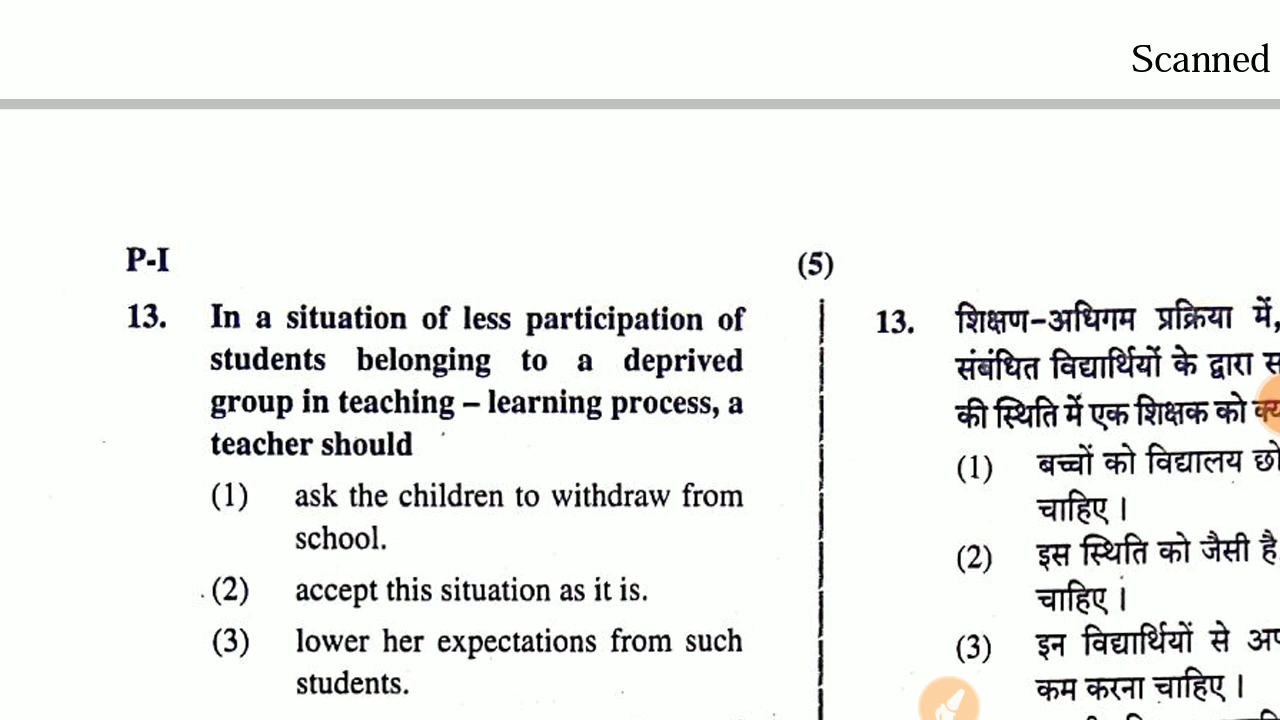 Scanned
P-I
(5)
13. In a situation of less participation of
students belonging to a deprived
group in teaching – learning process, a
teacher should
(1) ask the children to withdraw from
school.
(2) accept this situation as it is.
(3) lower her expectations from such
students.
13. शिक्षण-अधिगम प्रक्रिया में,
संबंधित विद्यार्थियों के द्वारा
की स्थिति में एक शिक्षक को
(1) बच्चों को विद्यालय
चाहिए ।
(2) इस स्थिति को जैसी है
चाहिए ।
(3) इन विद्यार्थियों से
कम करना चाहिए ।